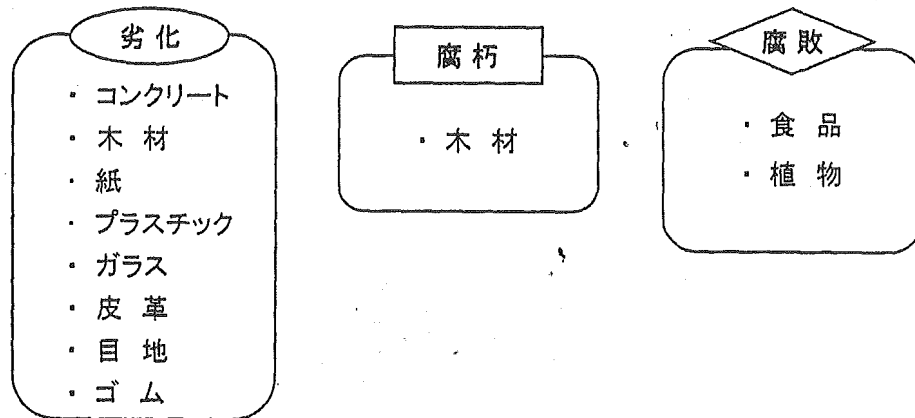 劣化
・コンクリート
・木材
・紙
・プラスチック
・ガラス
・皮革
・目地
・ゴム
腐朽
・木材
腐敗
・食品
・植物